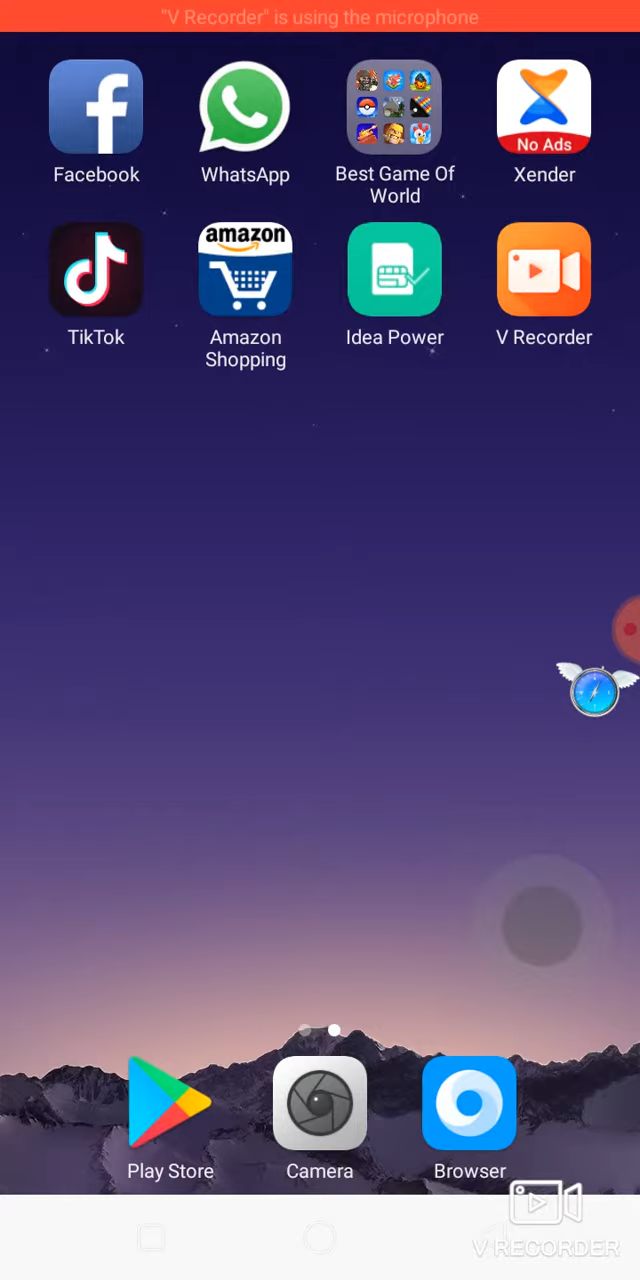 "V Recorder" is using the microphone
No Ads
Facebook
WhatsApp
Best Game Of
World
Xender
amazon
TikTok
Amazon
Shopping
Idea Power
V Recorder
Play Store
Camera
Browser
V RECORDER